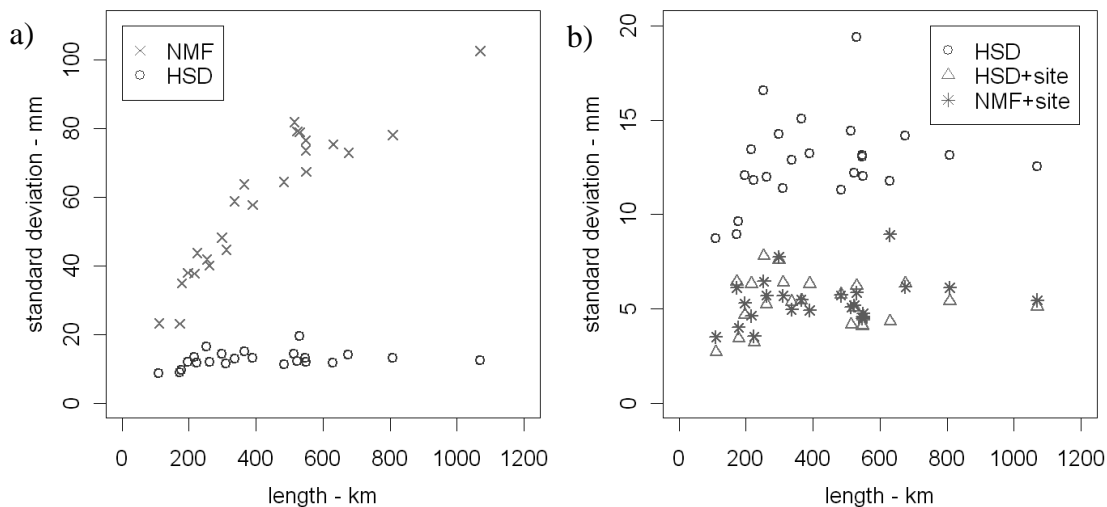 a)
NMF
HSD
standard deviation - mm
0 20 40 60 80 100
0 200 400 600 800 1000 1200
length - km
b)
HSD
HSD+site
NMF+site
standard deviation - mm
0 5 10 15 20
0 200 400 600 800 1000 1200
length - km